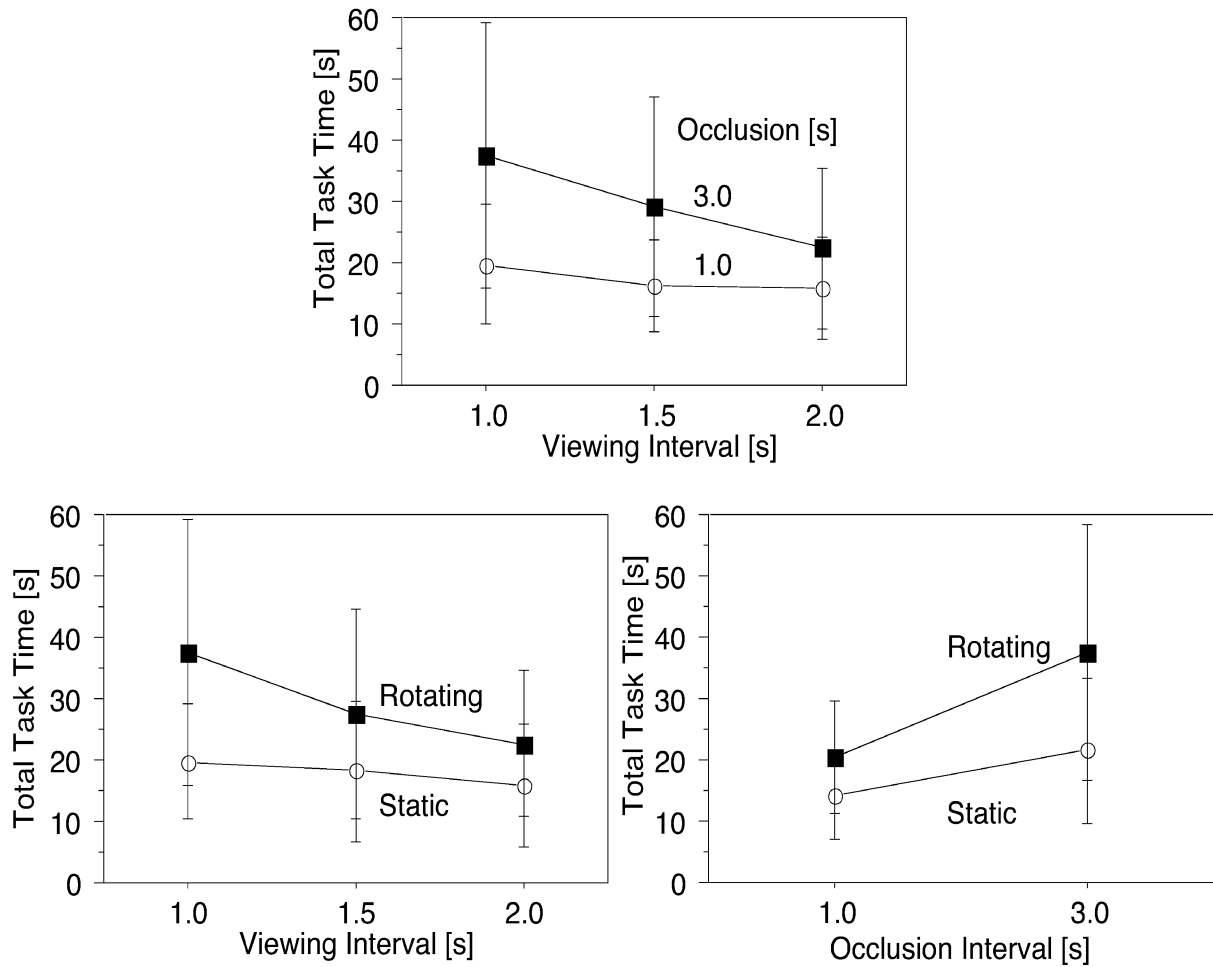 Total Task Time [s]
60
50
40
30
20
10
0
Occlusion [s]
3.0
1.0
1.0 1.5 2.0
Viewing Interval [s]
Total Task Time [s]
60
50
40
30
20
10
0
Rotating
Static
1.0 1.5 2.0
Viewing Interval [s]
Total Task Time [s]
60
50
40
30
20
10
0
Rotating
Static
1.0 3.0
Occlusion Interval [s]